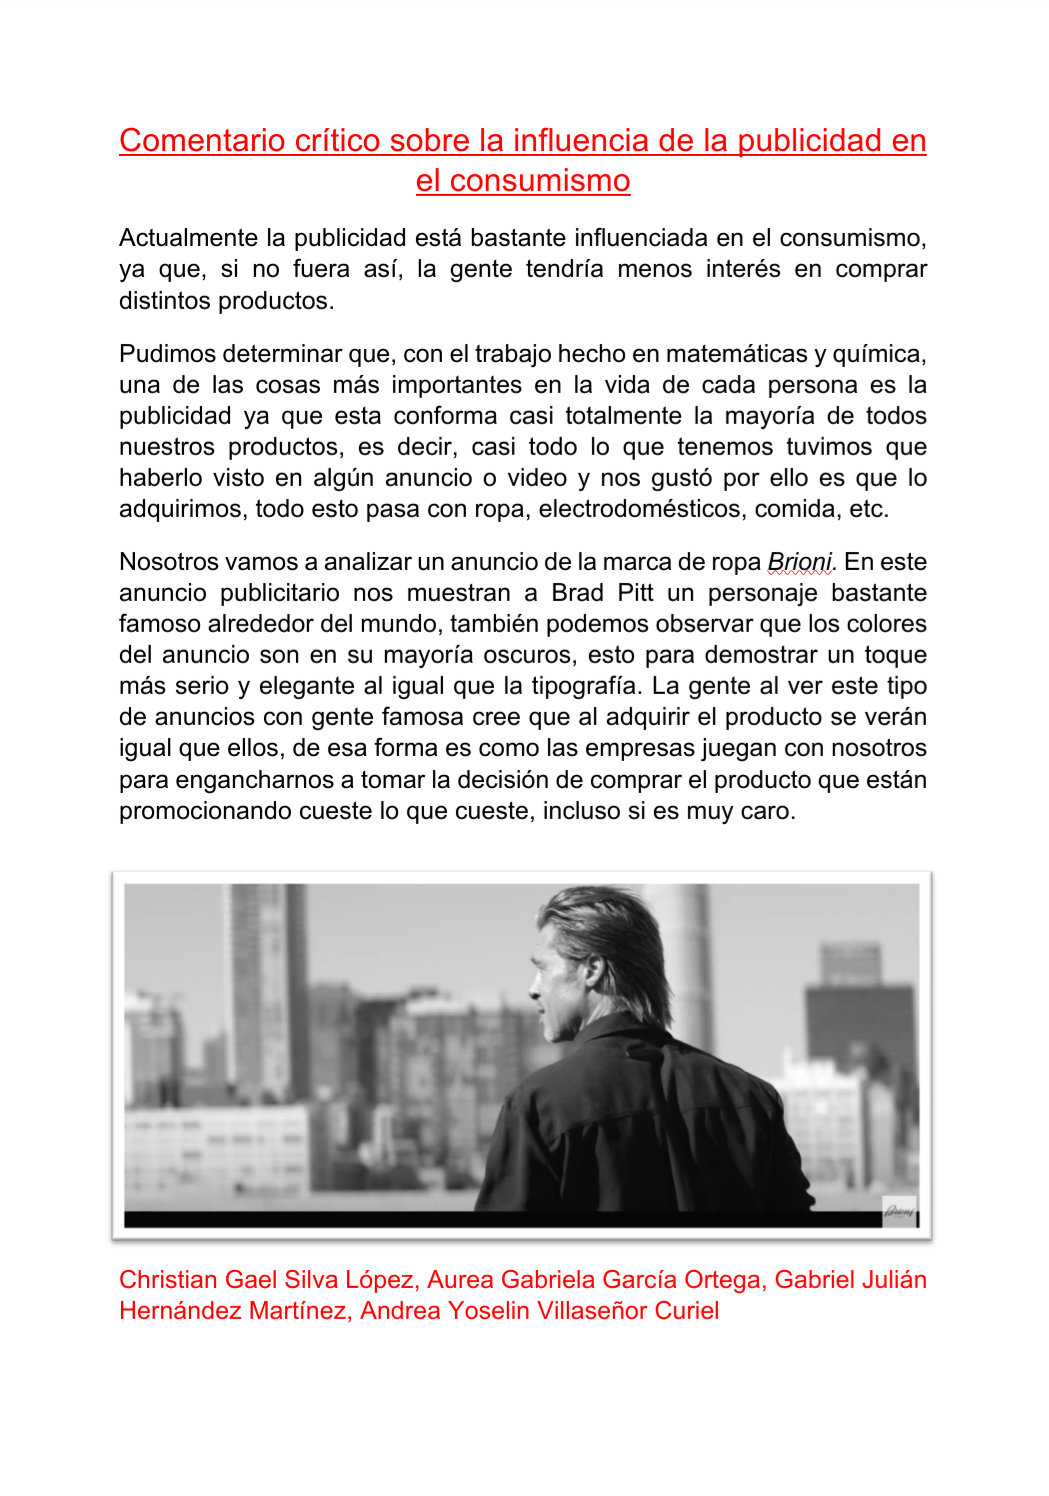 Comentario crítico sobre la influencia de la publicidad en
el consumismo
Actualmente la publicidad está bastante influenciada en el consumismo,
ya que, si no fuera así, la gente tendría menos interés en comprar
distintos productos.
Pudimos determinar que, con el trabajo hecho en matemáticas y química,
una de las cosas más importantes en la vida de cada persona es la
publicidad ya que esta conforma casi totalmente la mayoría de todos
nuestros productos, es decir, casi todo lo que tenemos tuvimos que
haberlo visto en algún anuncio o video y nos gustó por ello es que lo
adquirimos, todo esto pasa con ropa, electrodomésticos, comida, etc.
Nosotros vamos a analizar un anuncio de la marca de ropa Brioni. En este
anuncio publicitario nos muestran a Brad Pitt un personaje bastante
famoso alrededor del mundo, también podemos observar que los colores
del anuncio son en su mayoría oscuros, esto para demostrar un toque
más serio y elegante al igual que la tipografía. La gente al ver este tipo
de anuncios con gente famosa cree que al adquirir el producto se verán
igual que ellos, de esa forma es como las empresas juegan con nosotros
para engancharnos a tomar la decisión de comprar el producto que están
promocionando cueste lo que cueste, incluso si es muy caro.
Brioni
Christian Gael Silva López, Aurea Gabriela García Ortega, Gabriel Julián
Hernández Martínez, Andrea Yoselin Villaseñor Curiel